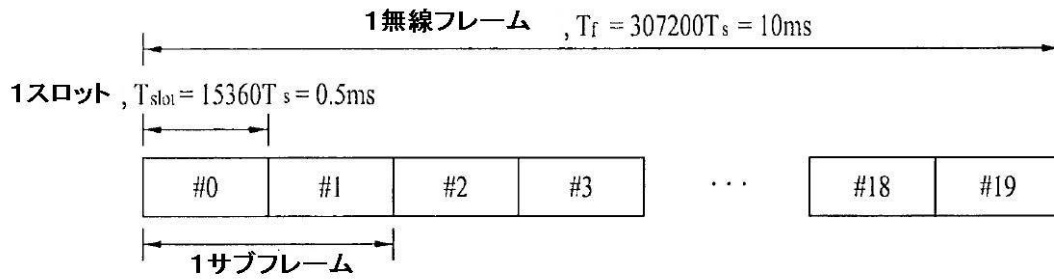 1無線フレーム , Tf = 307200Ts = 10ms
1スロット , Tslot = 15360Ts = 0.5ms
#0 #1 #2 #3 ··· #18 #19
1サブフレーム